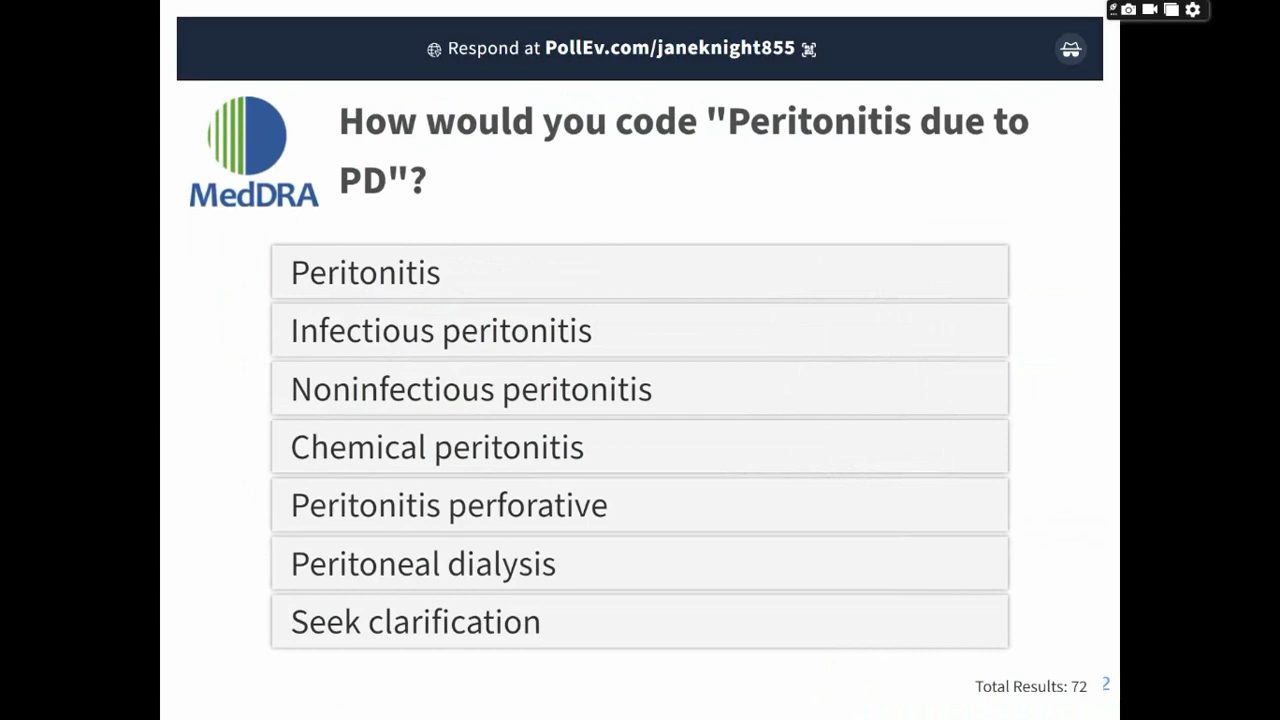 Respond at PollEv.com/janeknight855
MedDRA
How would you code "Peritonitis due to
PD"?
Peritonitis
Infectious peritonitis
Noninfectious peritonitis
Chemical peritonitis
Peritonitis perforative
Peritoneal dialysis
Seek clarification
Total Results: 72
2